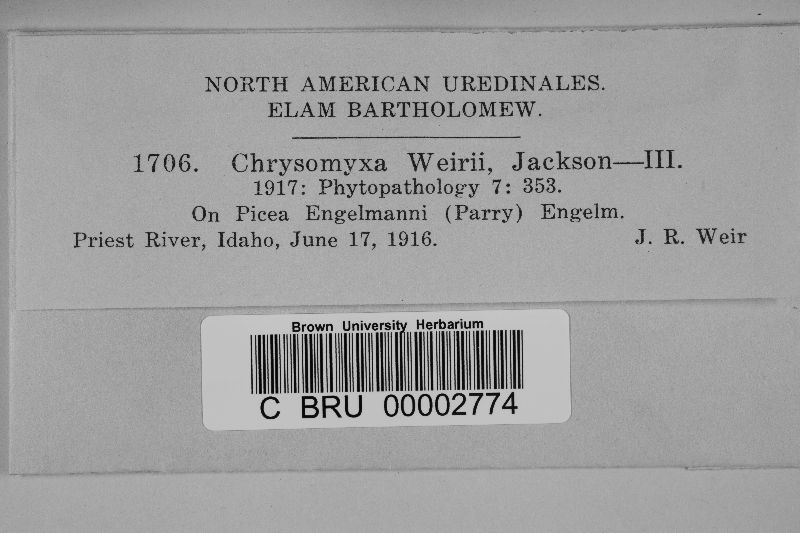 NORTH AMERICAN UREDINALES.
ELAM BARTHOLOMEW.
1706. Chrysomyxa Weirii, Jackson—III.
1917: Phytopathology 7: 353.
On Picea Engelmanni (Parry) Engelm.
Priest River, Idaho, June 17, 1916. J. R. Weir
Brown University Herbarium
C BRU 00002774